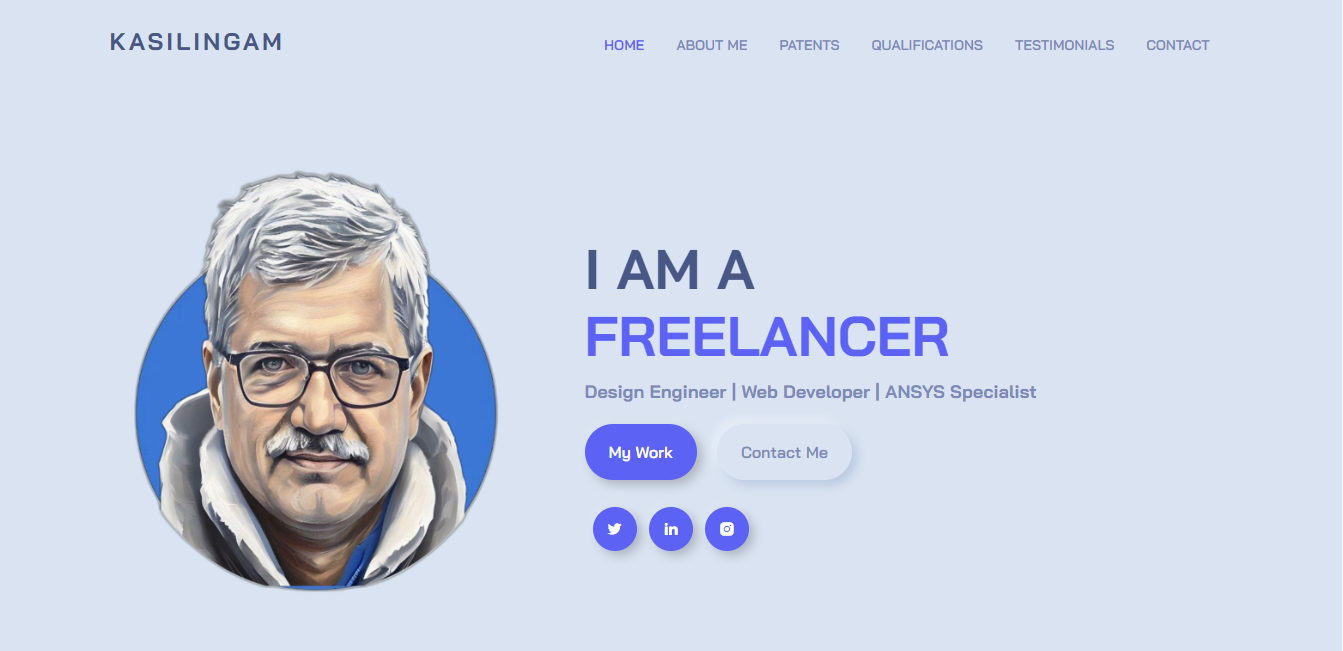 KASILINGAM
HOME ABOUT ME PATENTS QUALIFICATIONS TESTIMONIALS CONTACT
I AM A
FREELANCER
Design Engineer | Web Developer | ANSYS Specialist
My Work Contact Me
in